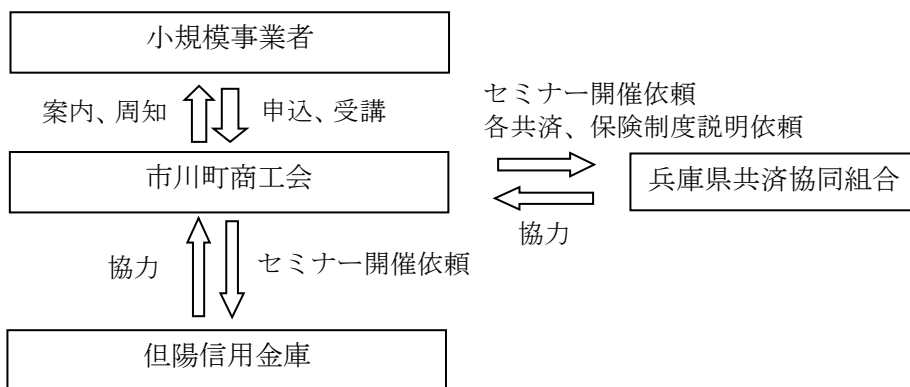 小規模事業者
案内、周知
申込、受講
セミナー開催依頼
各共済、保険制度説明依頼
市川町商工会
兵庫県共済協同組合
協力
協力
セミナー開催依頼
但陽信用金庫